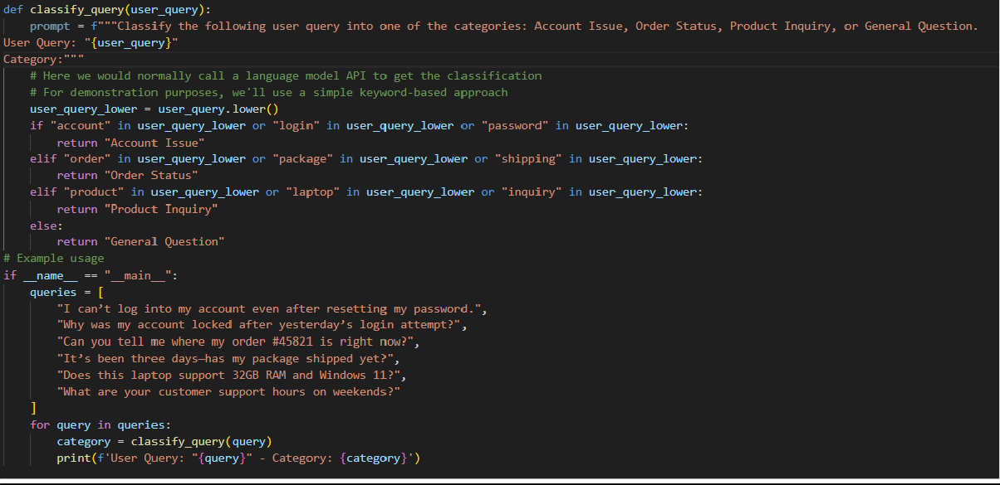 def classify_query(user_query):
    prompt = f"""Classify the following user query into one of the categories: Account Issue, Order Status, Product Inquiry, or General Question.
User Query: "{user_query}"
Category:"""
    # Here we would normally call a language model API to get the classification
    # For demonstration purposes, we'll use a simple keyword-based approach
    user_query_lower = user_query.lower()
    if "account" in user_query_lower or "login" in user_query_lower or "password" in user_query_lower:
        return "Account Issue"
    elif "order" in user_query_lower or "package" in user_query_lower or "shipping" in user_query_lower:
        return "Order Status"
    elif "product" in user_query_lower or "laptop" in user_query_lower or "inquiry" in user_query_lower:
        return "Product Inquiry"
    else:
        return "General Question"
# Example usage
if __name__ == "__main__":
    queries = [
        "I can’t log into my account even after resetting my password.",
        "Why was my account locked after yesterday’s login attempt?",
        "Can you tell me where my order #45821 is right now?",
        "It’s been three days—has my package shipped yet?",
        "Does this laptop support 32GB RAM and Windows 11?",
        "What are your customer support hours on weekends?"
    ]
    for query in queries:
        category = classify_query(query)
        print(f'User Query: "{query}" - Category: {category}')